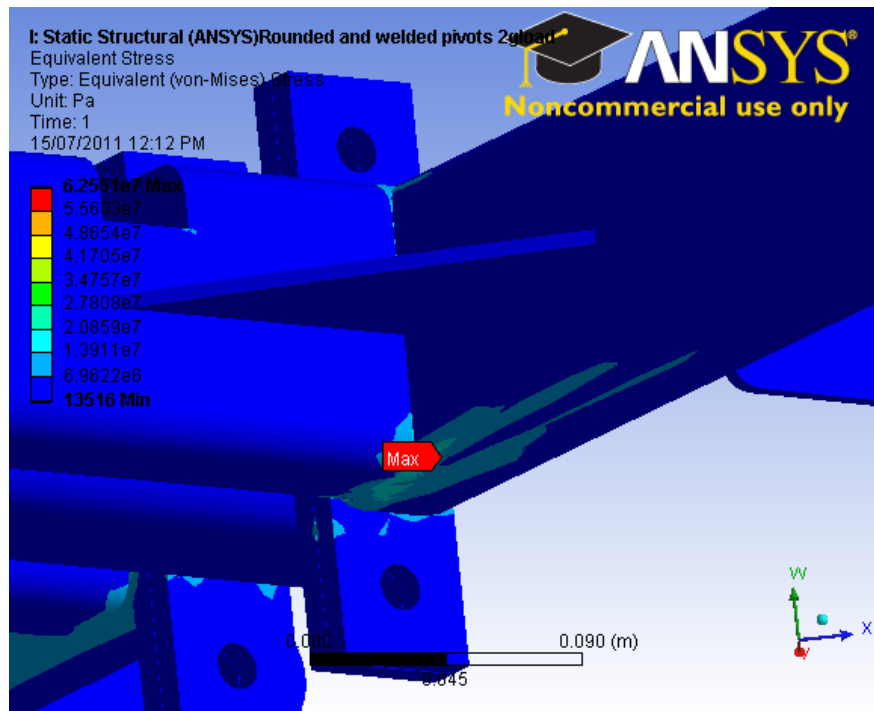 I: Static Structural (ANSYS)Rounded and welded pivots 2gload
Equivalent Stress
Type: Equivalent (von-Mises) Stress
Unit: Pa
Time: 1
15/07/2011 12:12 PM
ANSYS®
Noncommercial use only
6.2551e7 Max
5.5603e7
4.8654e7
4.1705e7
3.4757e7
2.7808e7
2.0859e7
1.3911e7
6.9622e6
13516 Min
Max
0.000
0.090 (m)
0.045
W
X
y